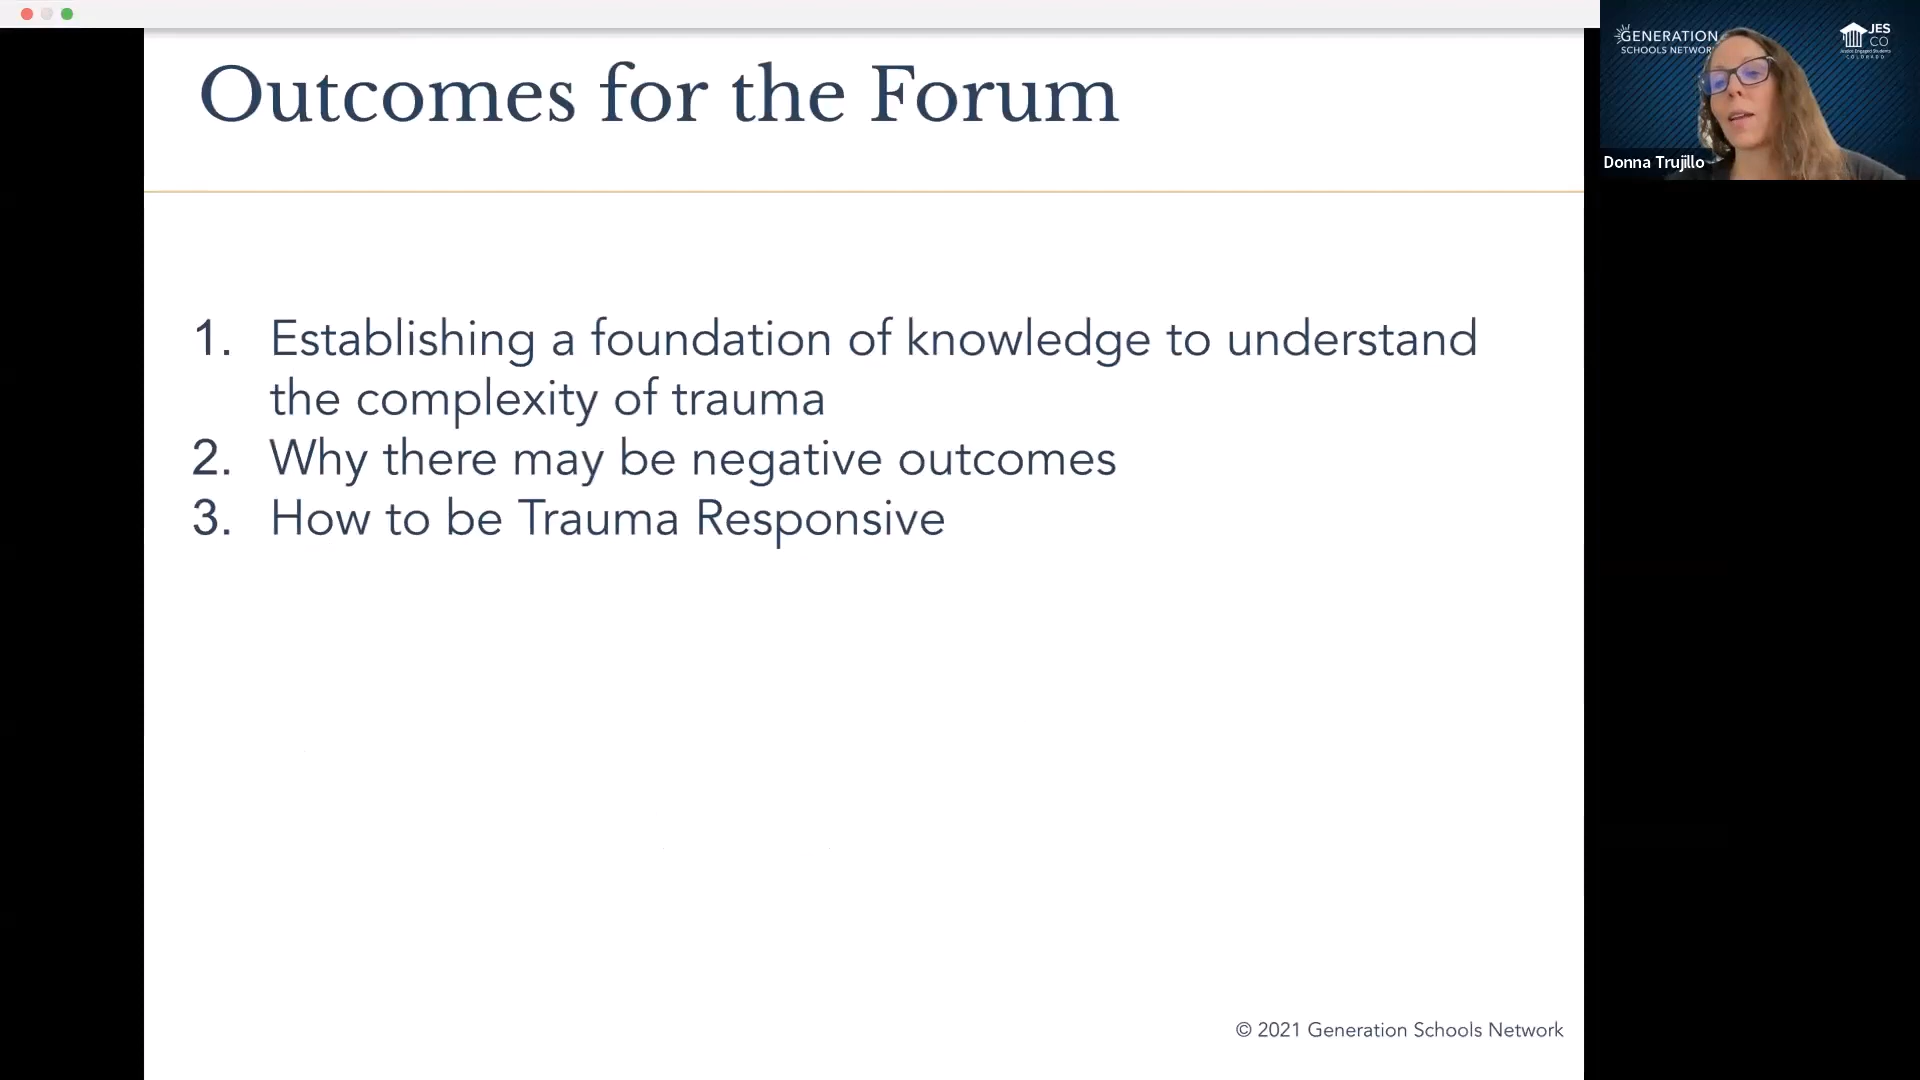 Outcomes for the Forum
1. Establishing a foundation of knowledge to understand
the complexity of trauma
2. Why there may be negative outcomes
3. How to be Trauma Responsive
© 2021 Generation Schools Network
GENERATION
SCHOOLS NETWORK
JES
CO
COLORADO
Donna Trujillo